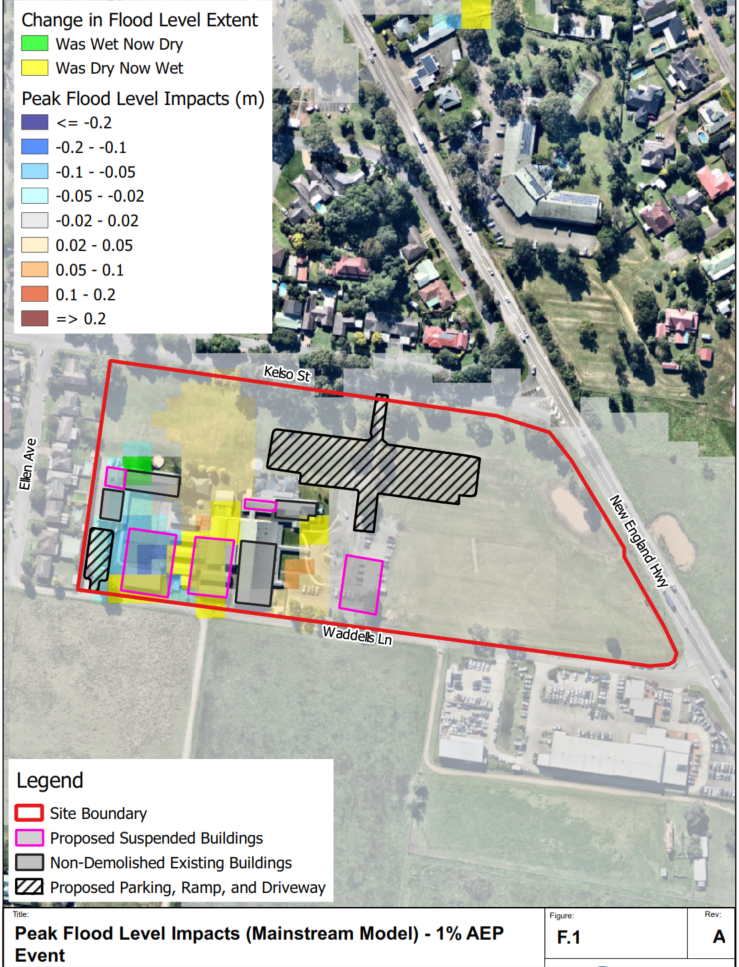 Change in Flood Level Extent
Was Wet Now Dry
Was Dry Now Wet
Peak Flood Level Impacts (m)
<= -0.2
-0.2 - -0.1
-0.1 - -0.05
-0.05 - -0.02
-0.02 - 0.02
0.02 - 0.05
0.05 - 0.1
0.1 - 0.2
=> 0.2
Kelso St
Ellen Ave
New England Hwy
Waddells Ln
Legend
Site Boundary
Proposed Suspended Buildings
Non-Demolished Existing Buildings
Proposed Parking, Ramp, and Driveway
Title:
Peak Flood Level Impacts (Mainstream Model) - 1% AEP
Event
Figure:
F.1
Rev:
A